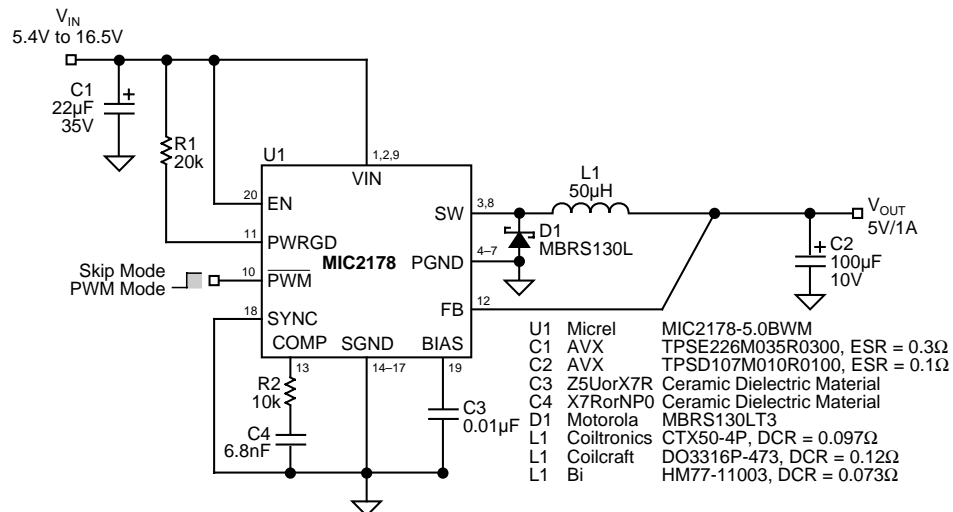 VIN
5.4V to 16.5V
C1
22µF
35V
R1
20k
U1
1,2,9
VIN
20
EN
11
PWRGD
Skip Mode
PWM Mode
10
PWM
18
SYNC
MIC2178
SW
3,8
L1
50µH
D1
MBRS130L
PGND
4–7
FB
12
VOUT
5V/1A
C2
100µF
10V
COMP
SGND
BIAS
13
14–17
19
R2
10k
C4
6.8nF
C3
0.01µF
U1 Micrel MIC2178-5.0BWM
C1 AVX TPSE226M035R0300, ESR = 0.3Ω
C2 AVX TPSD107M010R0100, ESR = 0.1Ω
C3 Z5UorX7R Ceramic Dielectric Material
C4 X7RorNP0 Ceramic Dielectric Material
D1 Motorola MBRS130LT3
L1 Coiltronics CTX50-4P, DCR = 0.097Ω
L1 Coilcraft DO3316P-473, DCR = 0.12Ω
L1 Bi HM77-11003, DCR = 0.073Ω